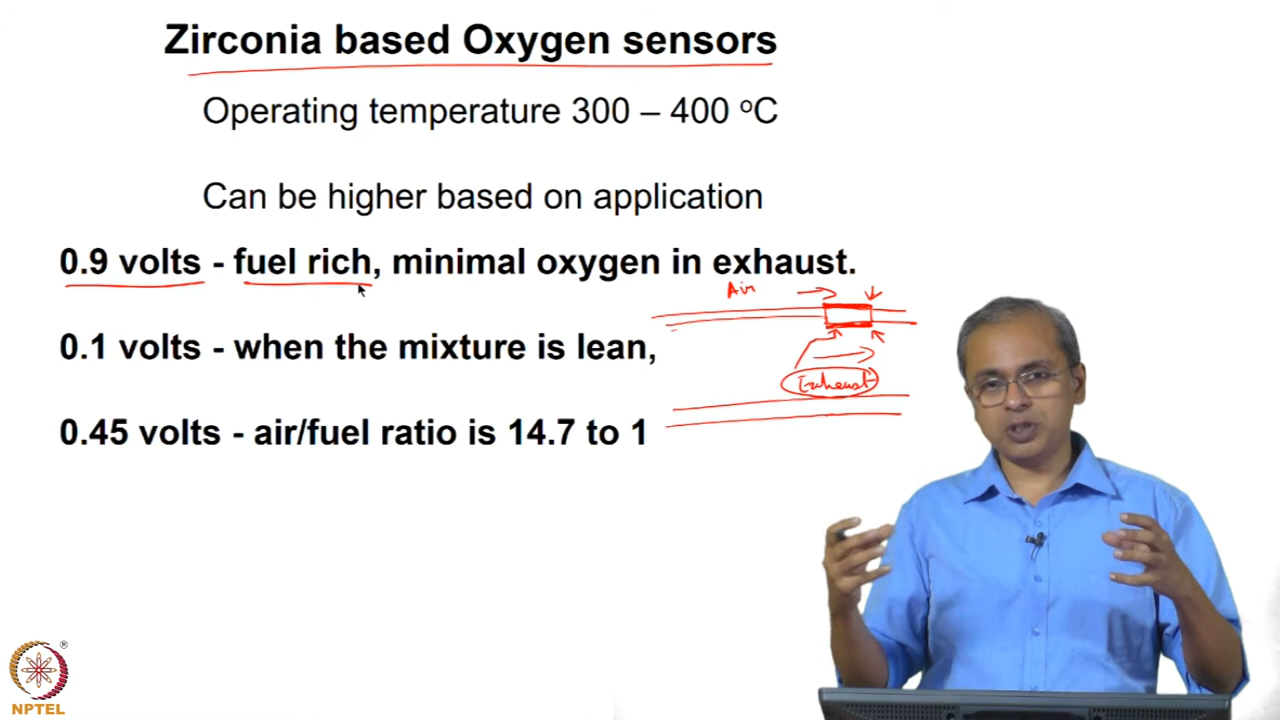 Zirconia based Oxygen sensors
Operating temperature 300 – 400 ᵒC
Can be higher based on application
0.9 volts - fuel rich, minimal oxygen in exhaust.
Air
0.1 volts - when the mixture is lean,
Exhaust
0.45 volts - air/fuel ratio is 14.7 to 1
®
NPTEL